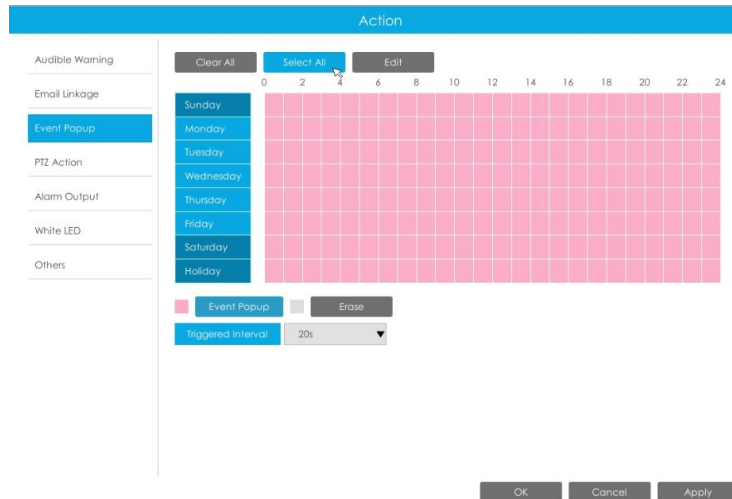 Action
Audible Warning
Email Linkage
Event Popup
PTZ Action
Alarm Output
White LED
Others
Clear All Select All Edit
0 2 4 6 8 10 12 14 16 18 20 22 24
Sunday
Monday
Tuesday
Wednesday
Thursday
Friday
Saturday
Holiday
Event Popup Erase
Triggered Interval 20s
OK Cancel Apply